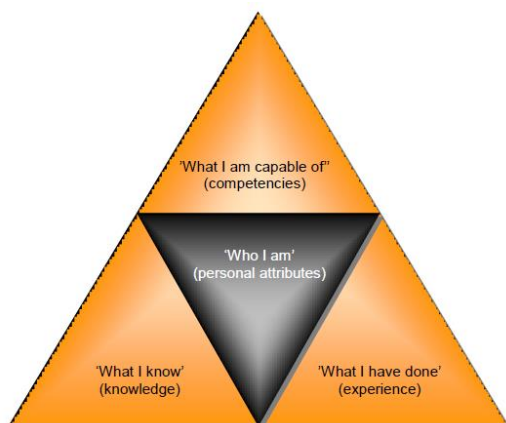 'What I am capable of"
(competencies)
'Who I am'
(personal attributes)
'What I know'
(knowledge)
'What I have done'
(experience)